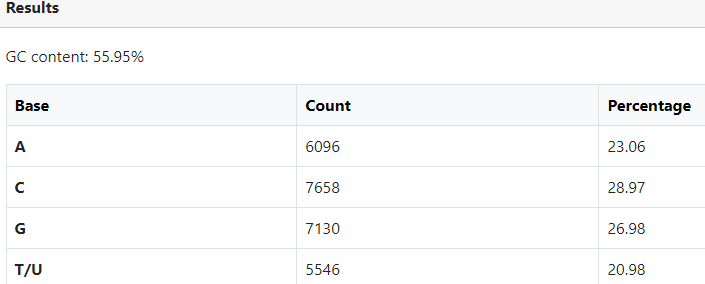 Results
GC content: 55.95%
Base Count Percentage
A 6096 23.06
C 7658 28.97
G 7130 26.98
T/U 5546 20.98